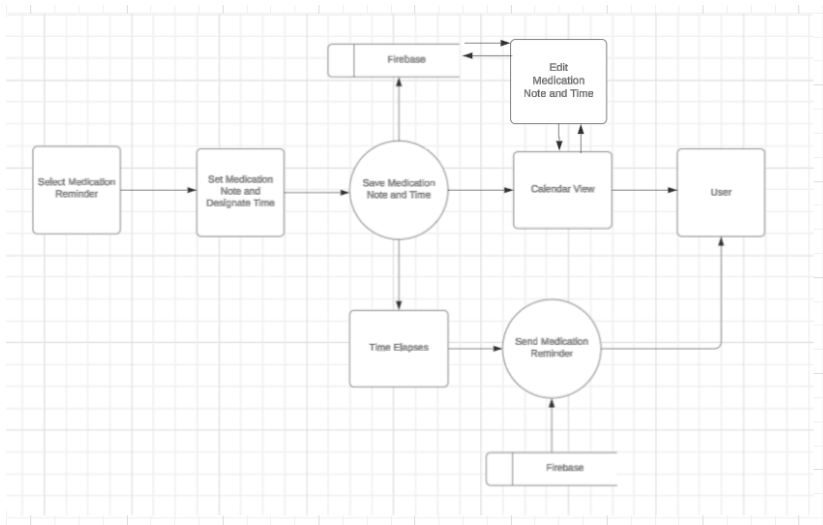 Firebase
Edit
Medication
Note and Time
Select Medication
Reminder
Set Medication
Note and
Designate Time
Save Medication
Note and Time
Calendar View
User
Time Elapses
Send Medication
Reminder
Firebase